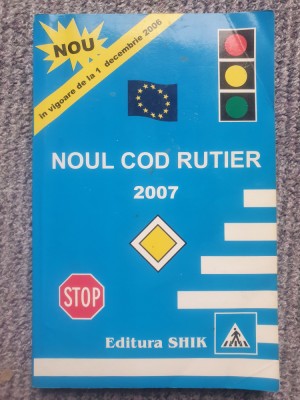 NOU
în vigoare de la 1 decembrie 2006
NOUL COD RUTIER
2007
STOP
Editura SHIK